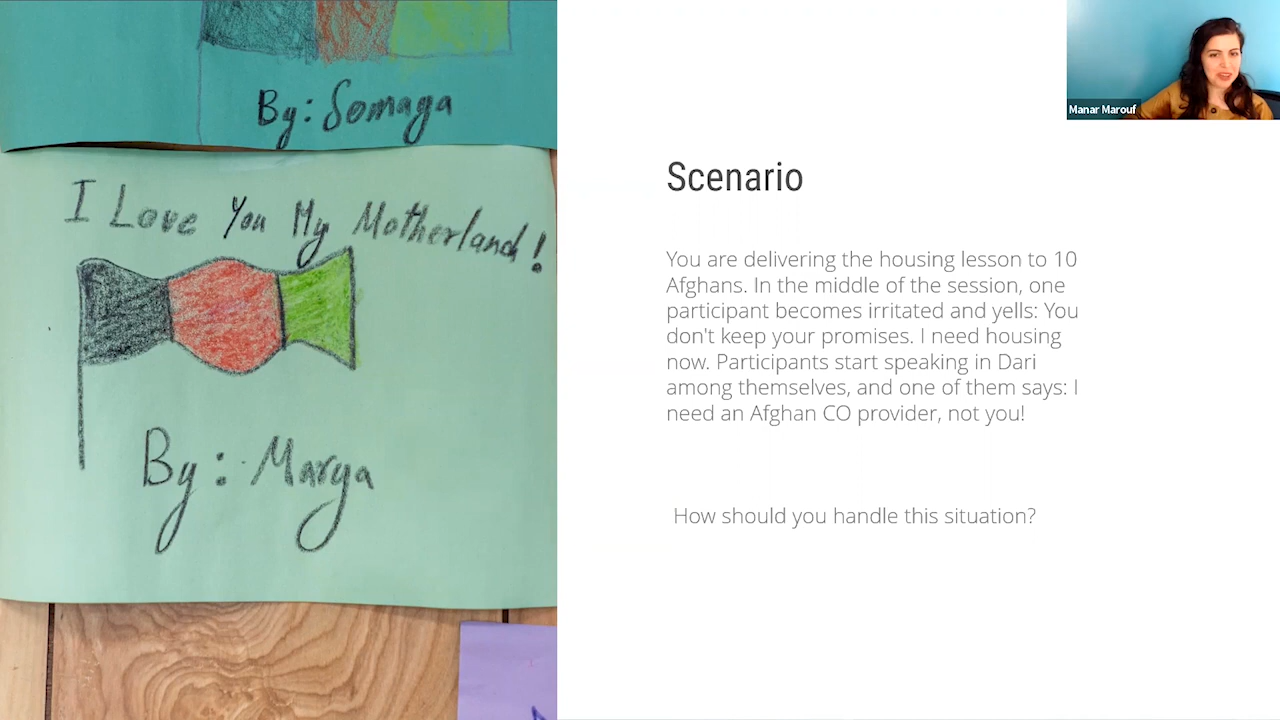 By: Somaga
I Love You My Motherland!
By: Marya
Manar Marouf
Scenario
You are delivering the housing lesson to 10
Afghans. In the middle of the session, one
participant becomes irritated and yells: You
don't keep your promises. I need housing
now. Participants start speaking in Dari
among themselves, and one of them says: I
need an Afghan CO provider, not you!
How should you handle this situation?